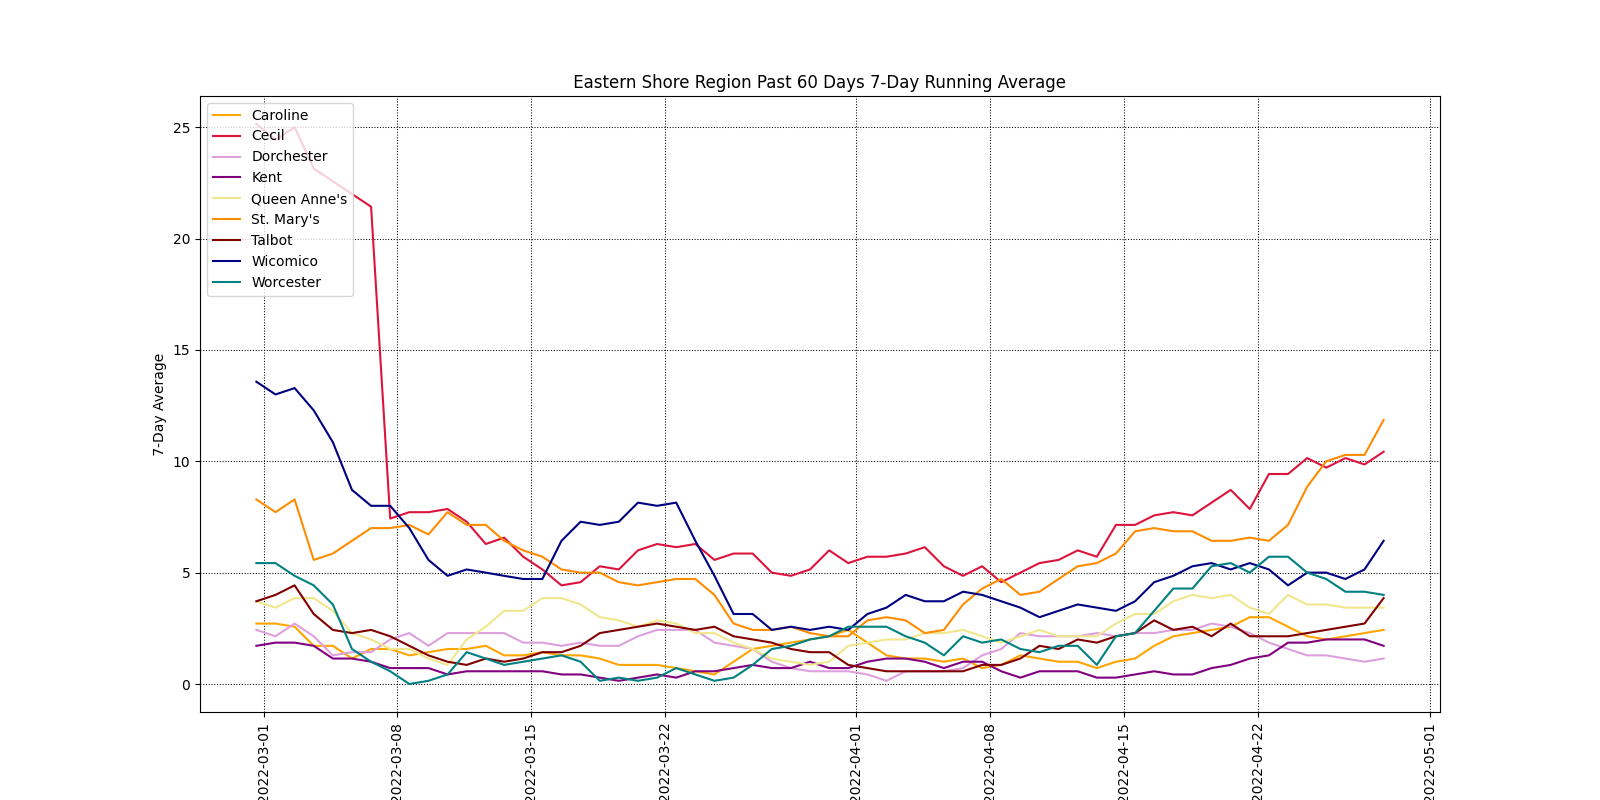 Eastern Shore Region Past 60 Days 7-Day Running Average
Caroline
Cecil
Dorchester
Kent
Queen Anne's
St. Mary's
Talbot
Wicomico
Worcester
7-Day Average
25
20
15
10
5
0
2022-03-01
2022-03-08
2022-03-15
2022-03-22
2022-04-01
2022-04-08
2022-04-15
2022-04-22
2022-05-01